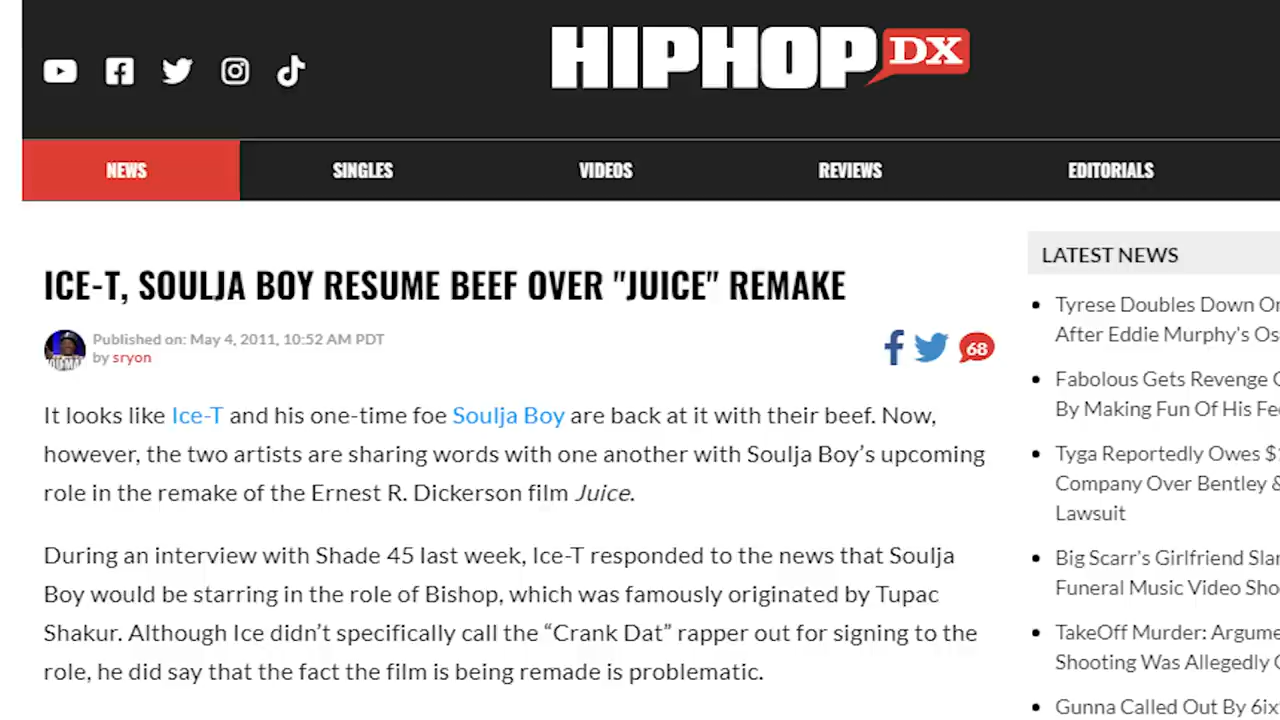 HIPHOP DX
NEWS
SINGLES
VIDEOS
REVIEWS
EDITORIALS
ICE-T, SOULJA BOY RESUME BEEF OVER "JUICE" REMAKE
Published on: May 4, 2011, 10:52 AM PDT
by sryon
68
It looks like Ice-T and his one-time foe Soulja Boy are back at it with their beef. Now,
however, the two artists are sharing words with one another with Soulja Boy’s upcoming
role in the remake of the Ernest R. Dickerson film Juice.
During an interview with Shade 45 last week, Ice-T responded to the news that Soulja
Boy would be starring in the role of Bishop, which was famously originated by Tupac
Shakur. Although Ice didn’t specifically call the “Crank Dat” rapper out for signing to the
role, he did say that the fact the film is being remade is problematic.
LATEST NEWS
Tyrese Doubles Down
After Eddie Murphy's
Fabolous Gets Revenge
By Making Fun Of His
Tyga Reportedly Owes
Company Over Bentley &
Lawsuit
Big Scarr's Girlfriend
Funeral Music Video
TakeOff Murder:
Shooting Was Allegedly
Gunna Called Out By